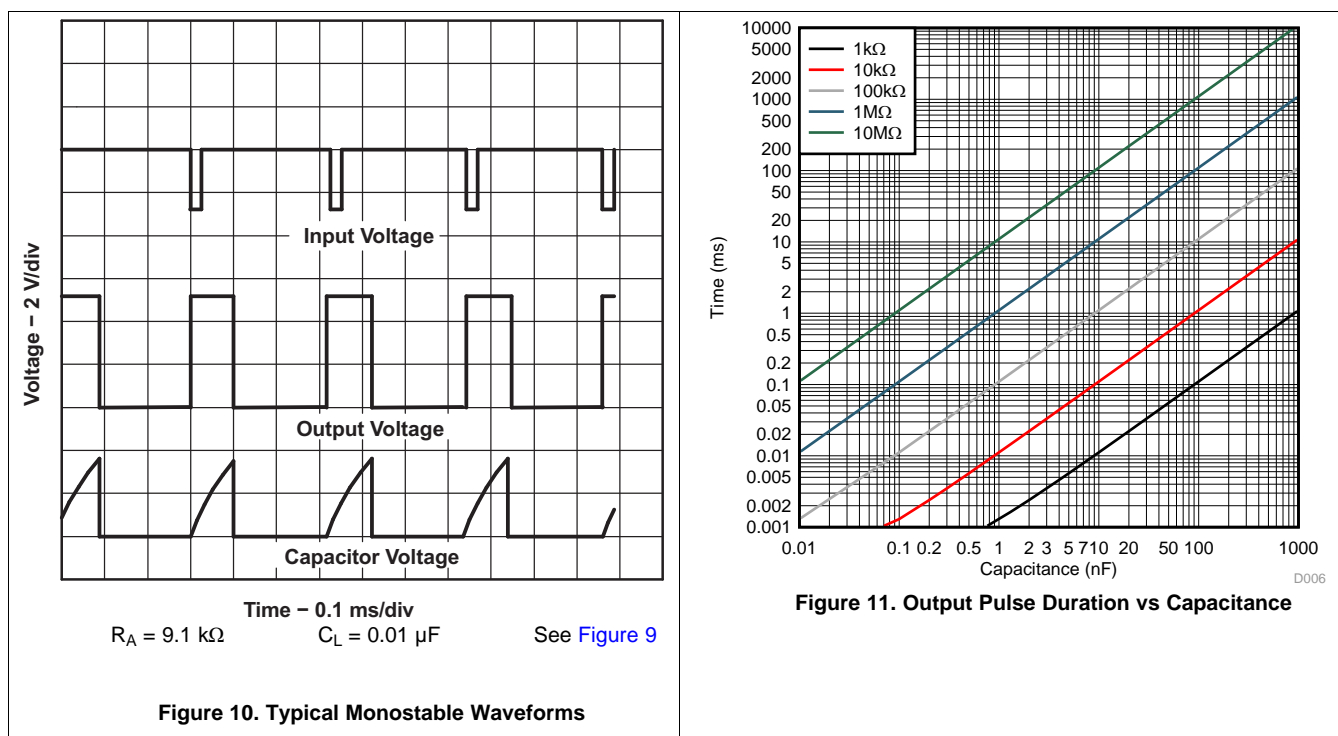 Voltage – 2 V/div
Input Voltage
Output Voltage
Capacitor Voltage
Time – 0.1 ms/div
R_A = 9.1 kΩ C_L = 0.01 µF See Figure 9
Figure 10. Typical Monostable Waveforms
10000
5000
2000
1000
500
200
100
50
20
10
5
2
1
0.5
0.2
0.1
0.05
0.02
0.01
0.005
0.002
0.001
Time (ms)
1kΩ
10kΩ
100kΩ
1MΩ
10MΩ
0.01 0.1 0.2 0.5 1 2 3 5 7 10 20 50 100 1000
Capacitance (nF)
D006
Figure 11. Output Pulse Duration vs Capacitance